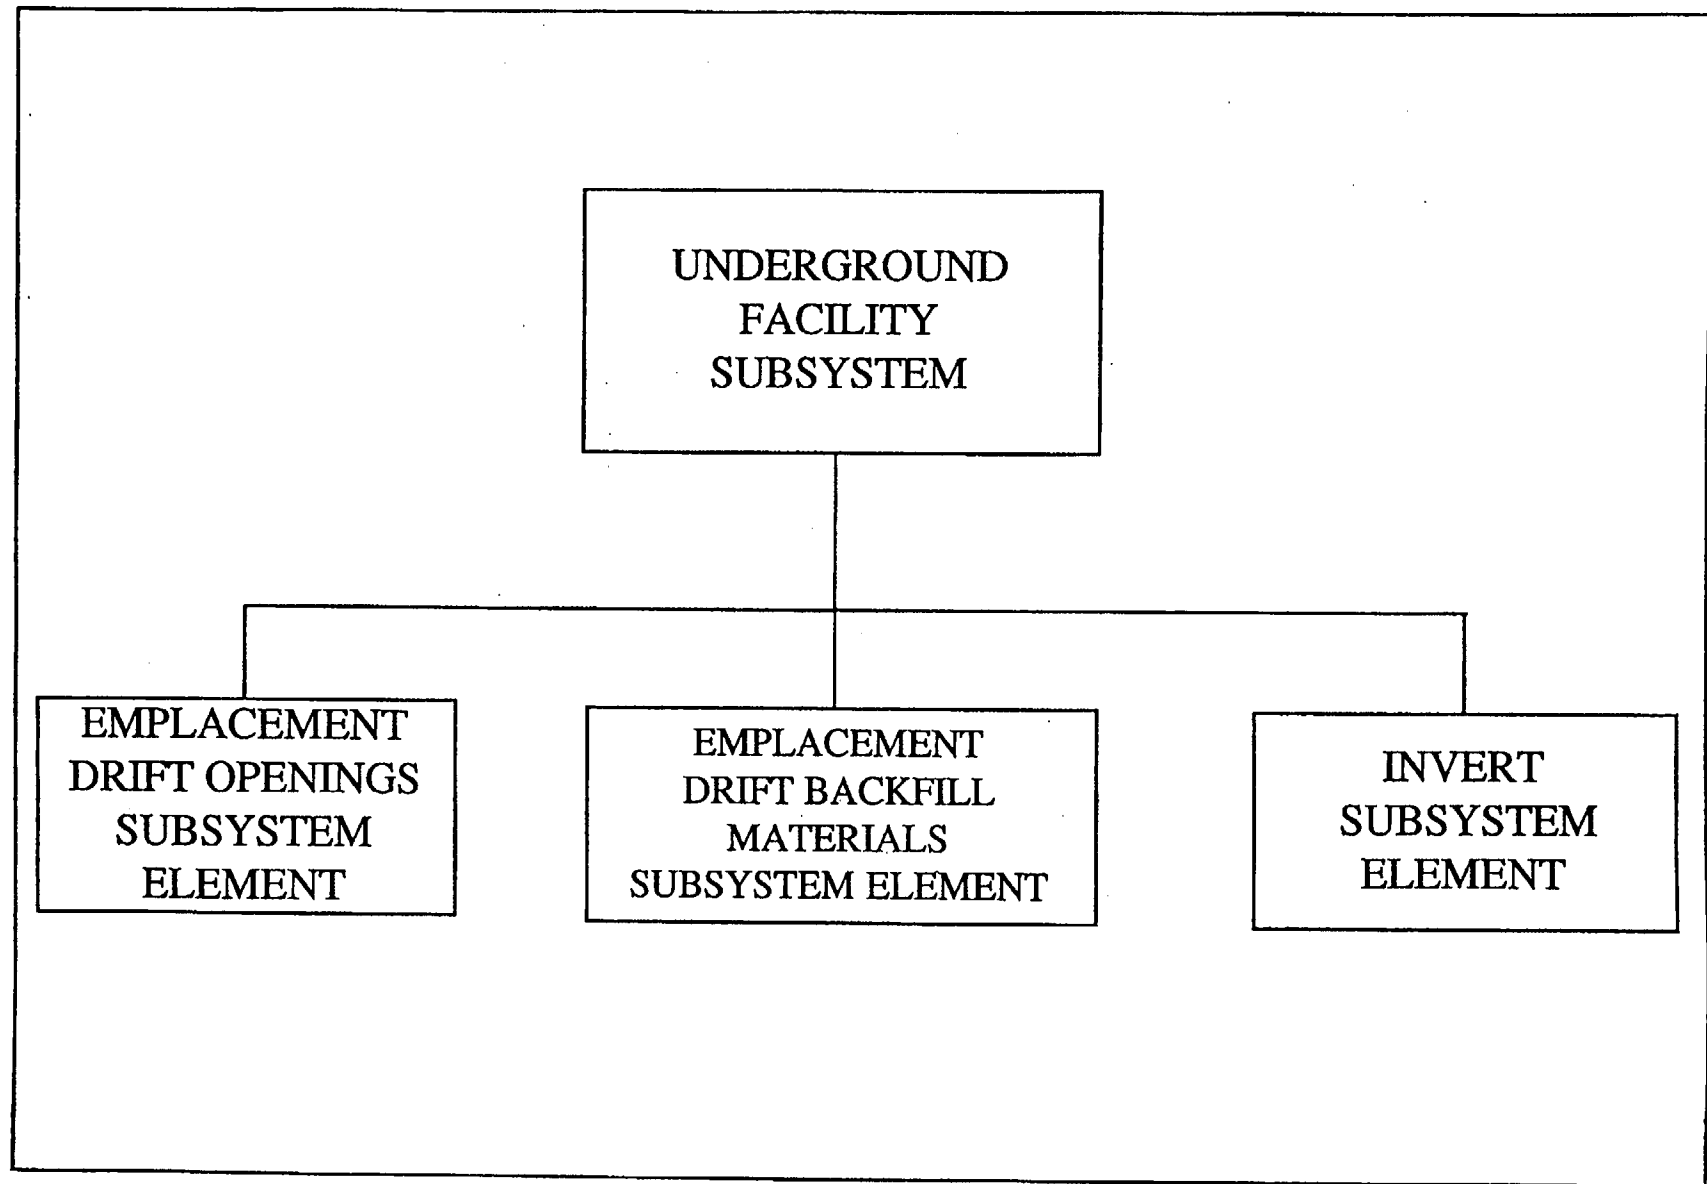 UNDERGROUND
FACILITY
SUBSYSTEM
EMPLACEMENT
DRIFT OPENINGS
SUBSYSTEM
ELEMENT
EMPLACEMENT
DRIFT BACKFILL
MATERIALS
SUBSYSTEM ELEMENT
INVERT
SUBSYSTEM
ELEMENT